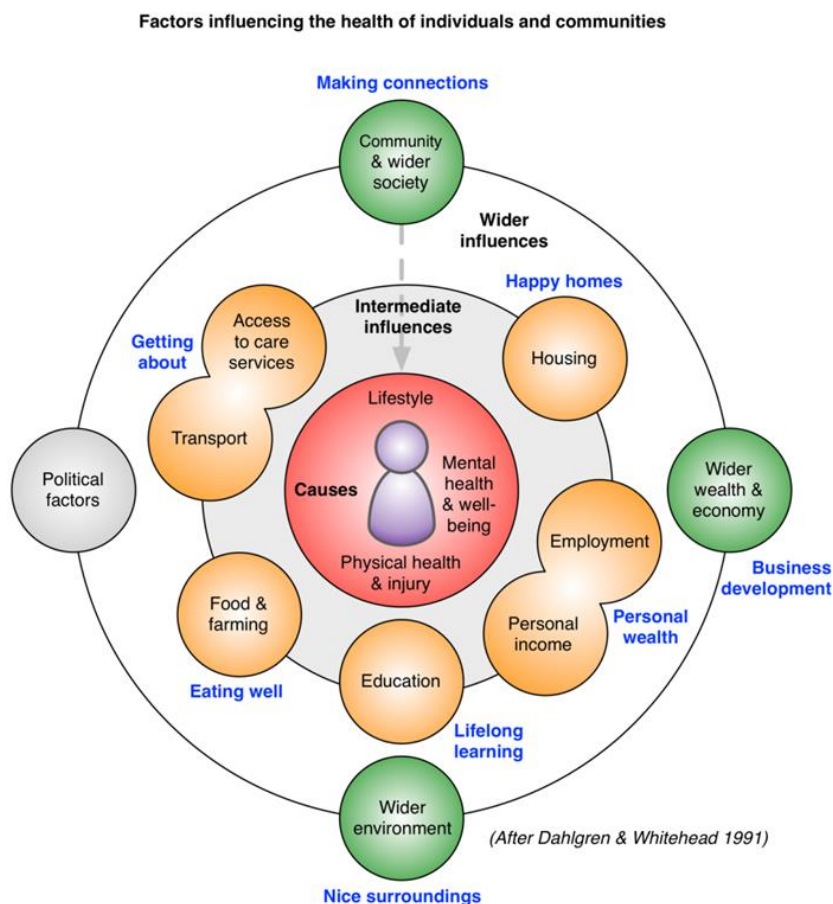 Factors influencing the health of individuals and communities
Making connections
Community
& wider
society
Wider
influences
Happy homes
Intermediate
influences
Access
to care
services
Getting
about
Housing
Transport
Lifestyle
Political
factors
Causes
Mental
health
& well-
being
Wider
wealth &
economy
Physical health
& injury
Employment
Business
development
Food &
farming
Personal
income
Personal
wealth
Education
Eating well
Lifelong
learning
Wider
environment
(After Dahlgren & Whitehead 1991)
Nice surroundings